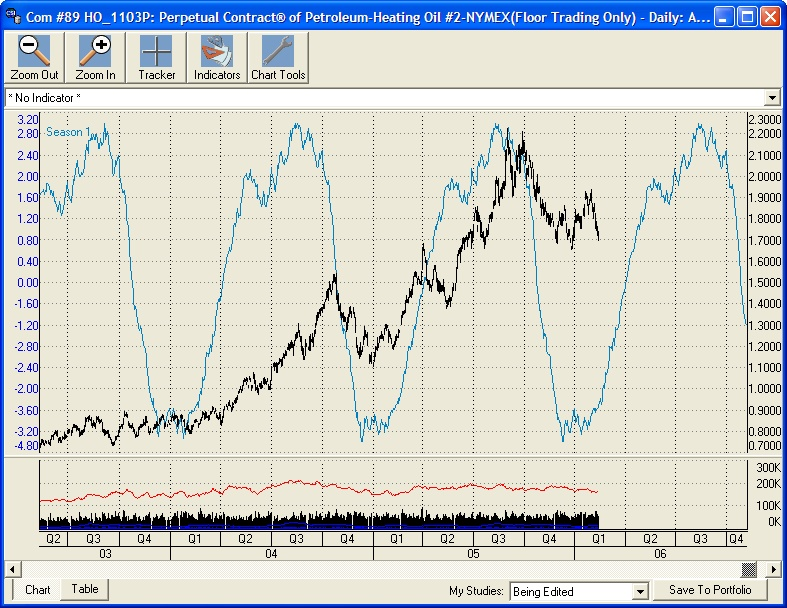 CSI Com #89 HO_1103P: Perpetual Contract® of Petroleum-Heating Oil #2-NYMEX(Floor Trading Only) - Daily: A...
Zoom Out Zoom In Tracker Indicators Chart Tools
* No Indicator *
Season 1
3.20 2.3000
2.80 2.2000
2.40 2.1000
2.00 2.0000
1.60 1.9000
1.20 1.8000
0.80 1.7000
0.40 1.6000
0.00 1.5000
-1.60 1.4000
-1.20 1.3000
-2.80 1.2000
-2.40 1.1000
-2.00 1.0000
-3.60 0.9000
-3.20 0.8000
-4.80 0.7000
300K
200K
100K
0K
Q2 Q3 Q4 Q1 Q2 Q3 Q4 Q1 Q2 Q3 Q4 Q1 Q2 Q3 Q4
03 04 05 06
Chart Table My Studies: Being Edited Save To Portfolio